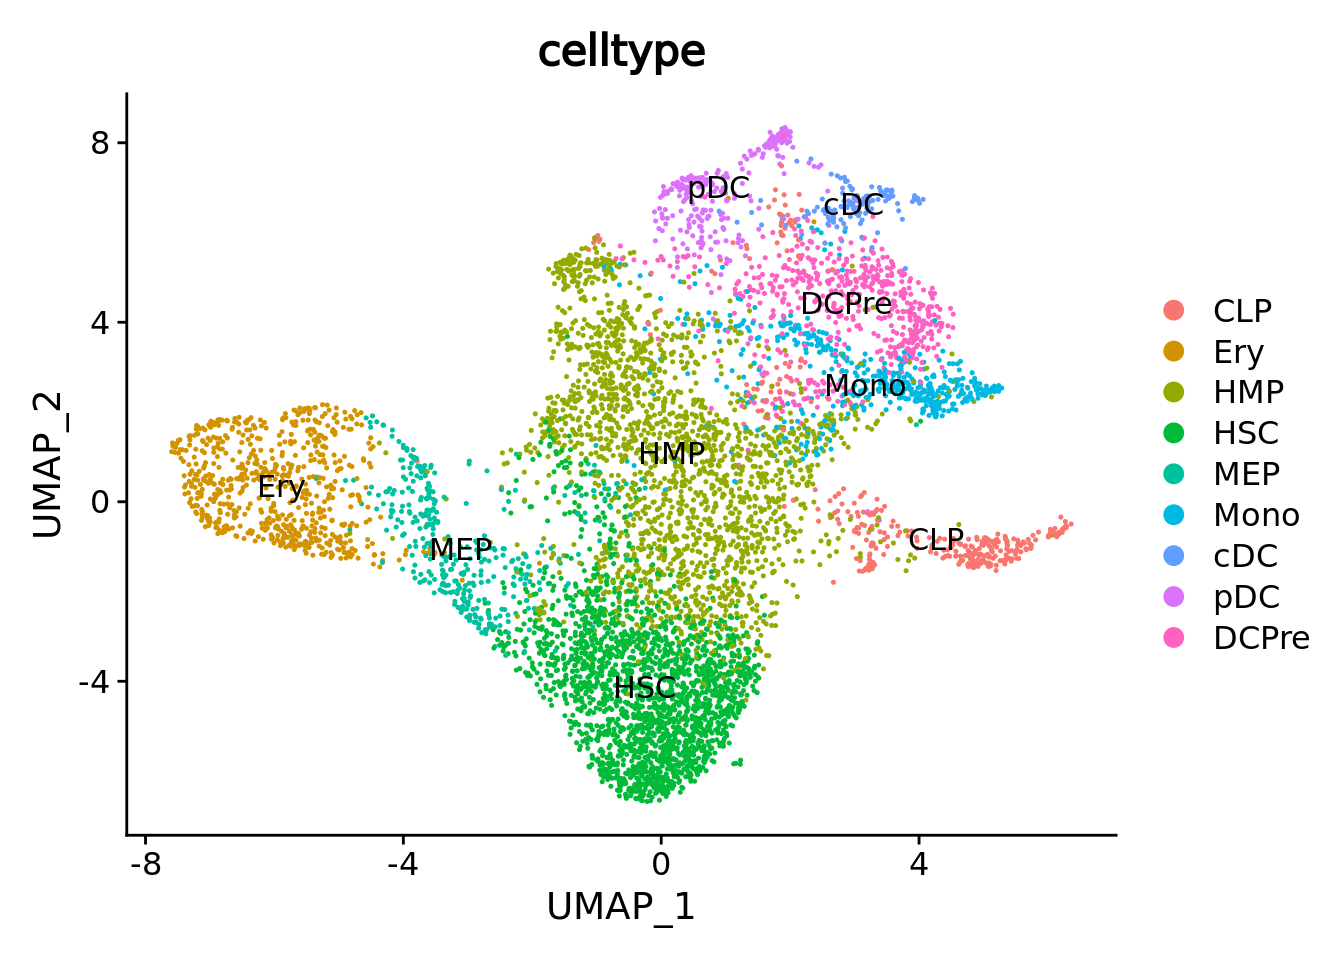 celltype
UMAP_2
8
4
0
-4
-8
-4
0
4
UMAP_1
pDC
cDC
DCPre
Mono
HMP
Ery
CLP
MEP
HSC
CLP
Ery
HMP
HSC
MEP
Mono
cDC
pDC
DCPre